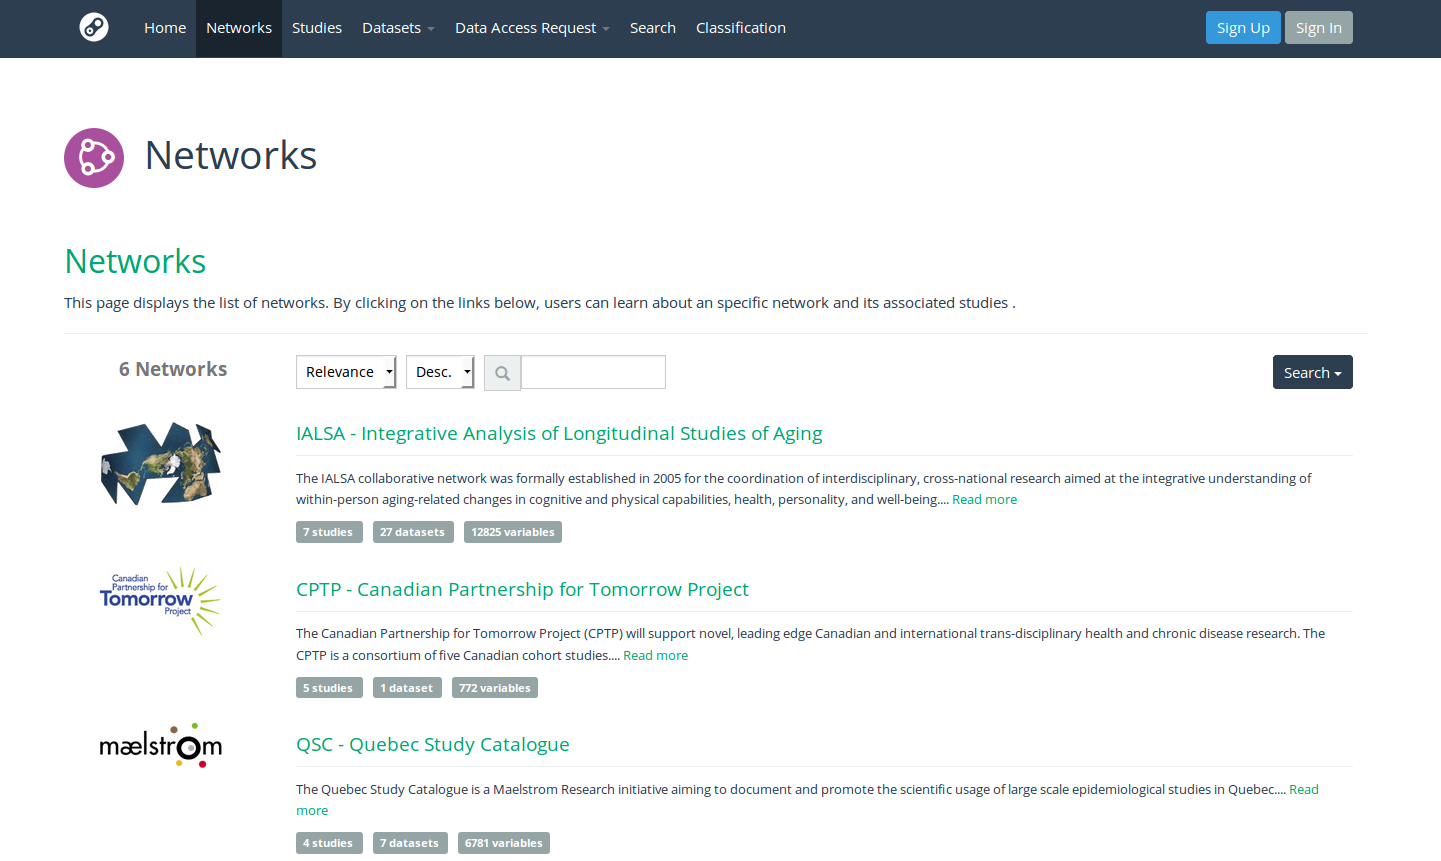 Home Networks Studies Datasets Data Access Request Search Classification Sign Up Sign In
Networks
Networks
This page displays the list of networks. By clicking on the links below, users can learn about an specific network and its associated studies .
6 Networks Relevance Desc. Search
IALSA - Integrative Analysis of Longitudinal Studies of Aging
The IALSA collaborative network was formally established in 2005 for the coordination of interdisciplinary, cross-national research aimed at the integrative understanding of
within-person aging-related changes in cognitive and physical capabilities, health, personality, and well-being.... Read more
7 studies 27 datasets 12825 variables
Canadian
Partnership for
Tomorrow
Project
CPTP - Canadian Partnership for Tomorrow Project
The Canadian Partnership for Tomorrow Project (CPTP) will support novel, leading edge Canadian and international trans-disciplinary health and chronic disease research. The
CPTP is a consortium of five Canadian cohort studies.... Read more
5 studies 1 dataset 772 variables
mælstrom
QSC - Quebec Study Catalogue
The Quebec Study Catalogue is a Maelstrom Research initiative aiming to document and promote the scientific usage of large scale epidemiological studies in Quebec.... Read
more
4 studies 7 datasets 6781 variables